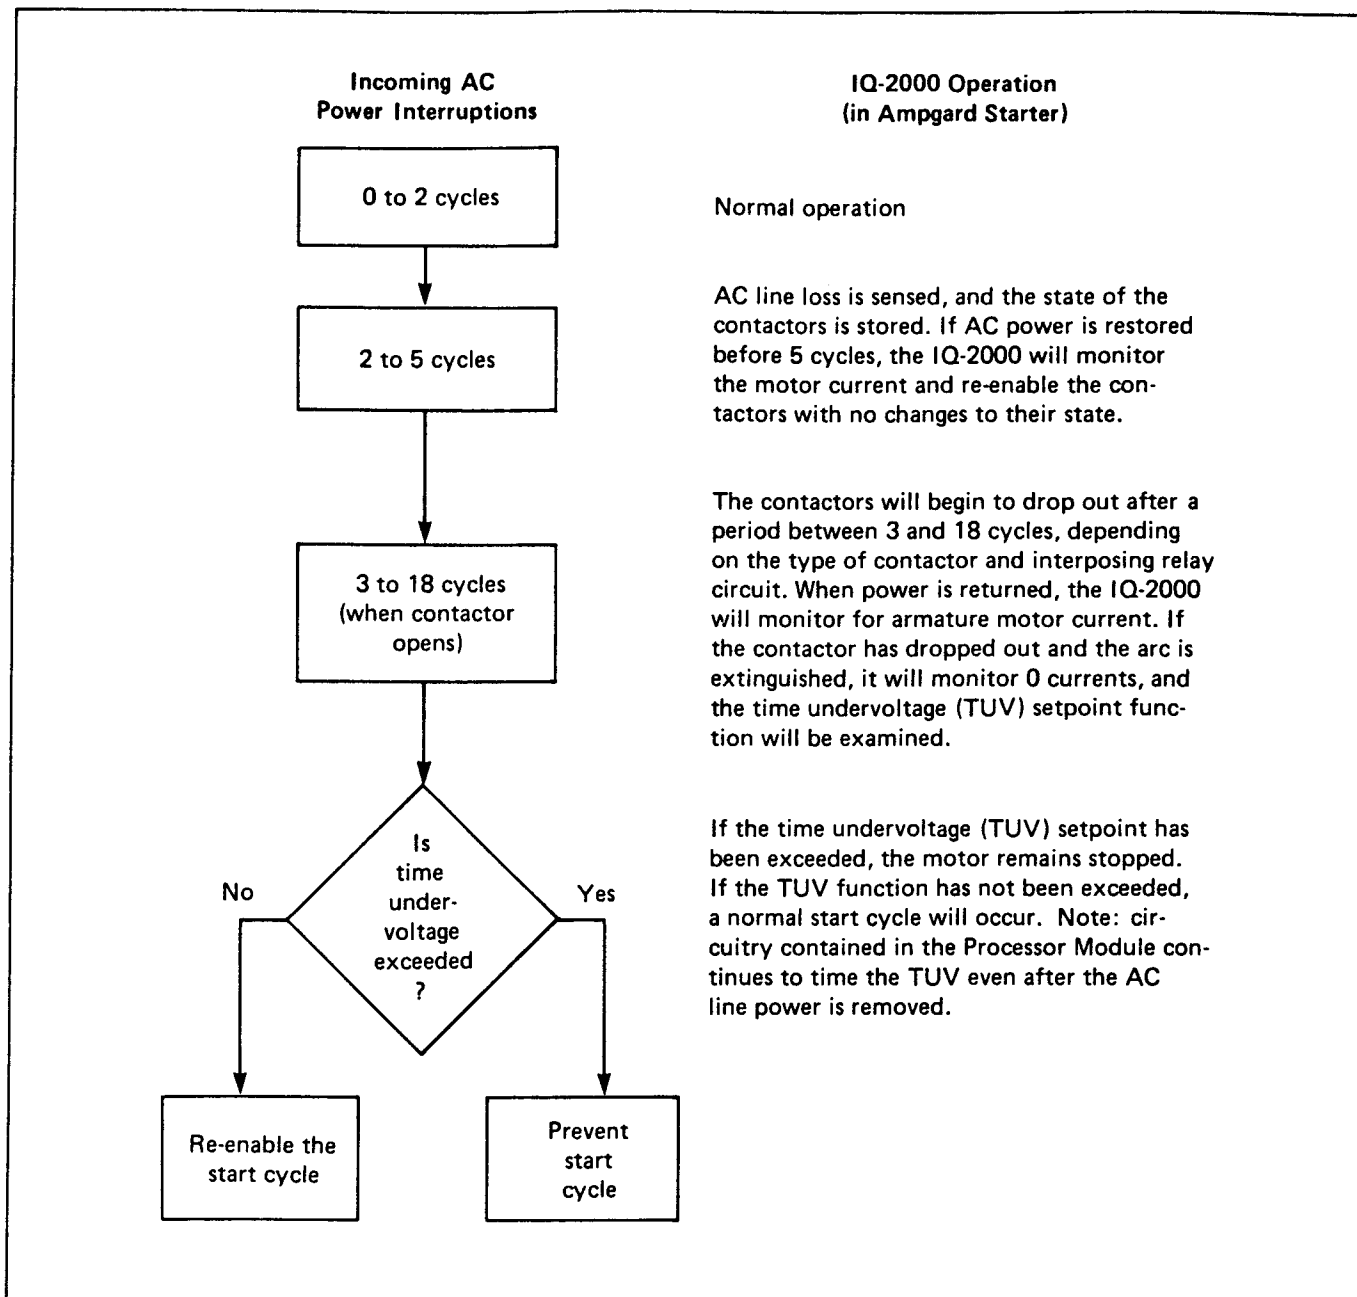 Incoming AC
Power Interruptions
IQ-2000 Operation
(in Ampgard Starter)
0 to 2 cycles
Normal operation
2 to 5 cycles
AC line loss is sensed, and the state of the
contactors is stored. If AC power is restored
before 5 cycles, the IQ-2000 will monitor
the motor current and re-enable the con-
tactors with no changes to their state.
3 to 18 cycles
(when contactor
opens)
The contactors will begin to drop out after a
period between 3 and 18 cycles, depending
on the type of contactor and interposing relay
circuit. When power is returned, the IQ-2000
will monitor for armature motor current. If
the contactor has dropped out and the arc is
extinguished, it will monitor 0 currents, and
the time undervoltage (TUV) setpoint func-
tion will be examined.
Is
time
under-
voltage
exceeded
?
No
Yes
If the time undervoltage (TUV) setpoint has
been exceeded, the motor remains stopped.
If the TUV function has not been exceeded,
a normal start cycle will occur. Note: cir-
cuitry contained in the Processor Module con-
tinues to time the TUV even after the AC
line power is removed.
Re-enable the
start cycle
Prevent
start
cycle